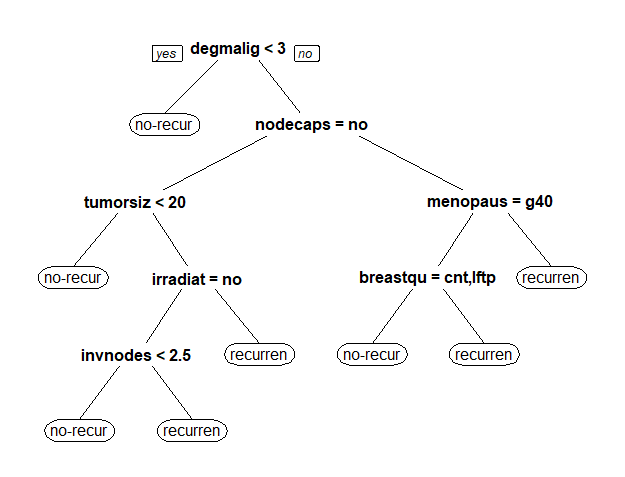 yes degmalig < 3 no
no-recur nodecaps = no
tumorsiz < 20 menopaus = g40
no-recur irradiat = no breastqu = cnt,lftp recurren
invnodes < 2.5 recurren no-recur recurren
no-recur recurren